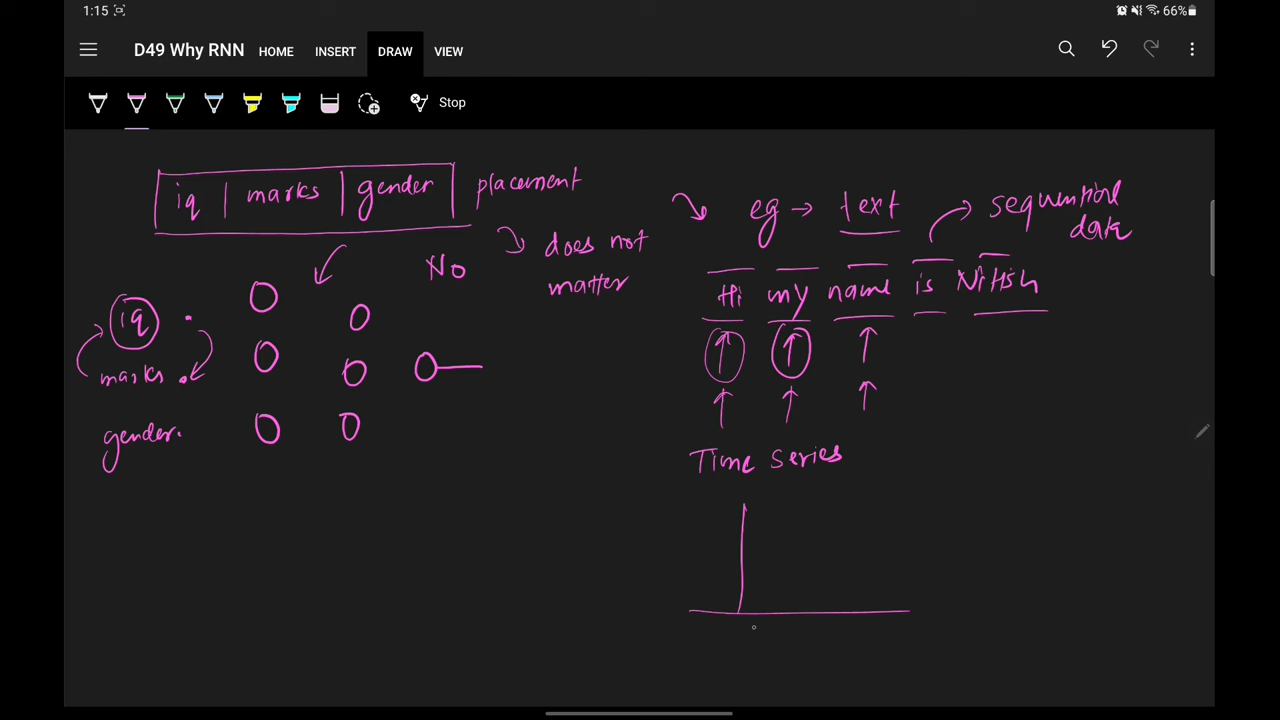 1:15
66%
D49 Why RNN HOME INSERT DRAW VIEW
Stop
iq | marks | gender placement
No
does not
matter
iq
marks
gender
eg → text
sequential
data
Hi my name is Nitish
Time Series